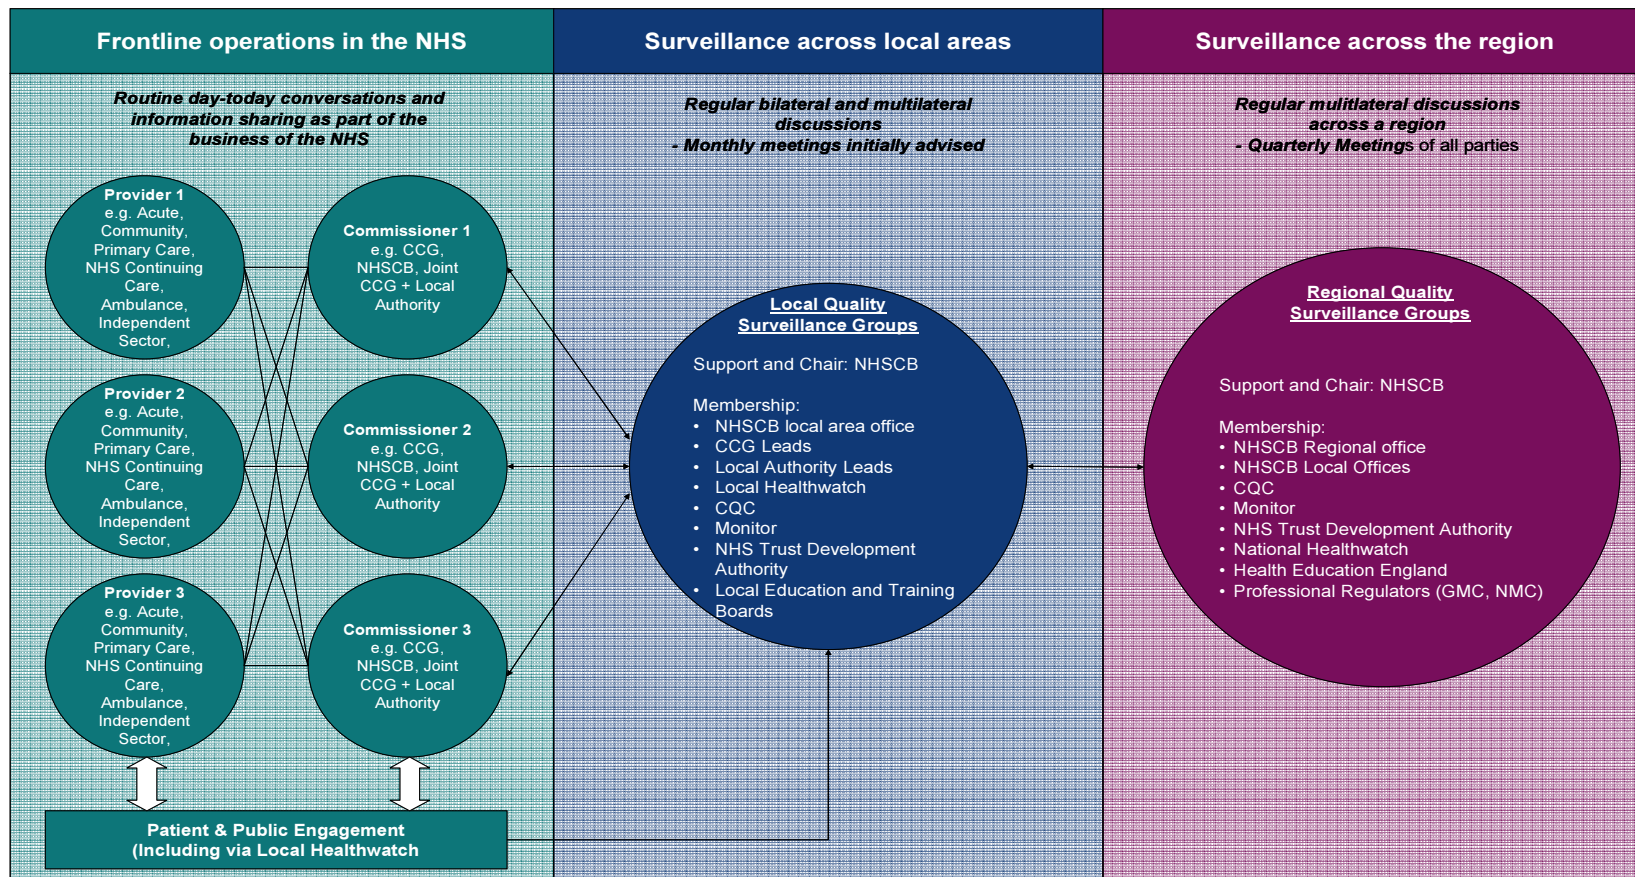 Frontline operations in the NHS
Routine day-today conversations and
information sharing as part of the
business of the NHS
Provider 1
e.g. Acute,
Community,
Primary Care,
NHS Continuing
Care,
Ambulance,
Independent
Sector,
Commissioner 1
e.g. CCG,
NHSCB, Joint
CCG + Local
Authority
Provider 2
e.g. Acute,
Community,
Primary Care,
NHS Continuing
Care,
Ambulance,
Independent
Sector,
Commissioner 2
e.g. CCG,
NHSCB, Joint
CCG + Local
Authority
Provider 3
e.g. Acute,
Community,
Primary Care,
NHS Continuing
Care,
Ambulance,
Independent
Sector,
Commissioner 3
e.g. CCG,
NHSCB, Joint
CCG + Local
Authority
Patient & Public Engagement
(Including via Local Healthwatch
Surveillance across local areas
Regular bilateral and multilateral
discussions
- Monthly meetings initially advised
Local Quality
Surveillance Groups
Support and Chair: NHSCB
Membership:
• NHSCB local area office
• CCG Leads
• Local Authority Leads
• Local Healthwatch
• CQC
• Monitor
• NHS Trust Development
Authority
• Local Education and Training
Boards
Surveillance across the region
Regular mulitlateral discussions
across a region
- Quarterly Meetings of all parties
Regional Quality
Surveillance Groups
Support and Chair: NHSCB
Membership:
• NHSCB Regional office
• NHSCB Local Offices
• CQC
• Monitor
• NHS Trust Development Authority
• National Healthwatch
• Health Education England
• Professional Regulators (GMC, NMC)